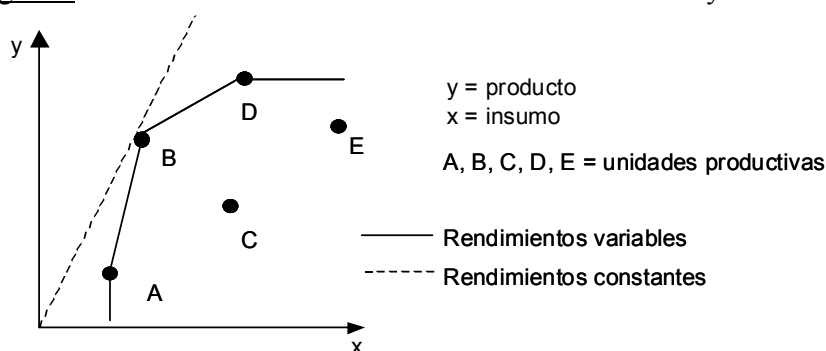 y
D
B
E
C
A
x
y = producto
x = insumo
A, B, C, D, E = unidades productivas
Rendimientos variables
Rendimientos constantes